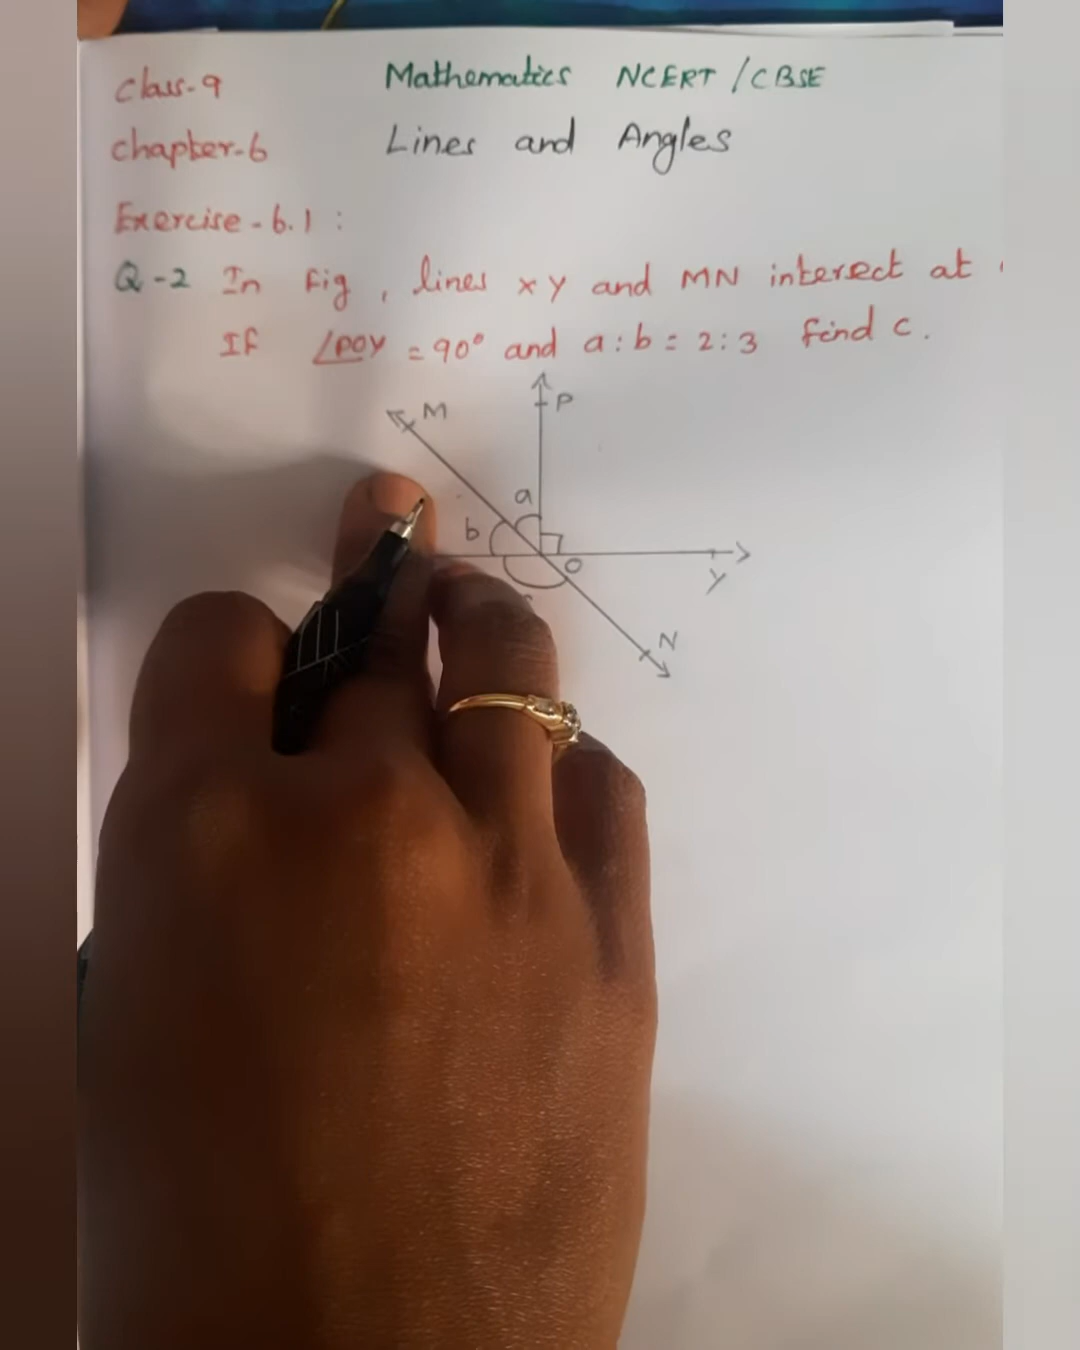 Class-9 Mathematics NCERT / CBSE
Chapter-6 Lines and Angles
Exercise-6.1 :
Q-2 In Fig, lines xy and MN interect at
If ∠POY = 90° and a:b = 2:3 find c.
M
P
a
b
O
Y
N